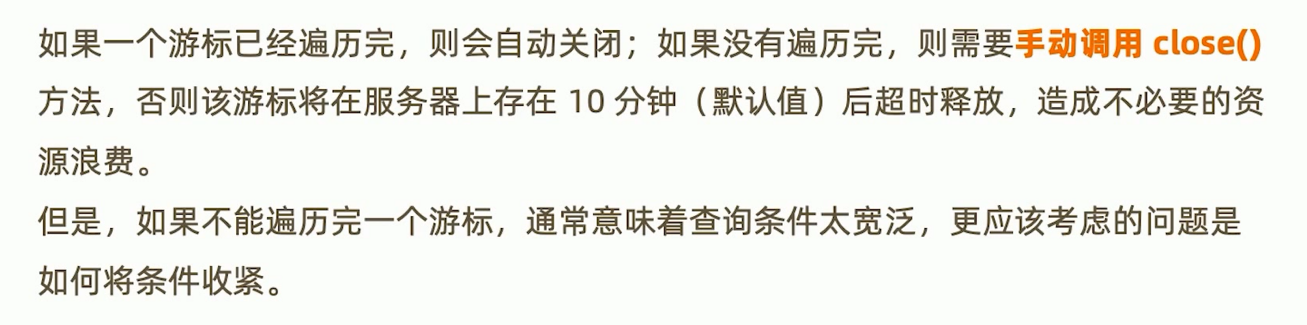 如果一个游标已经遍历完，则会自动关闭；如果没有遍历完，则需要手动调用 close()
方法，否则该游标将在服务器上存在 10 分钟（默认值）后超时释放，造成不必要的资
源浪费。
但是，如果不能遍历完一个游标，通常意味着查询条件太宽泛，更应该考虑的问题是
如何将条件收紧。